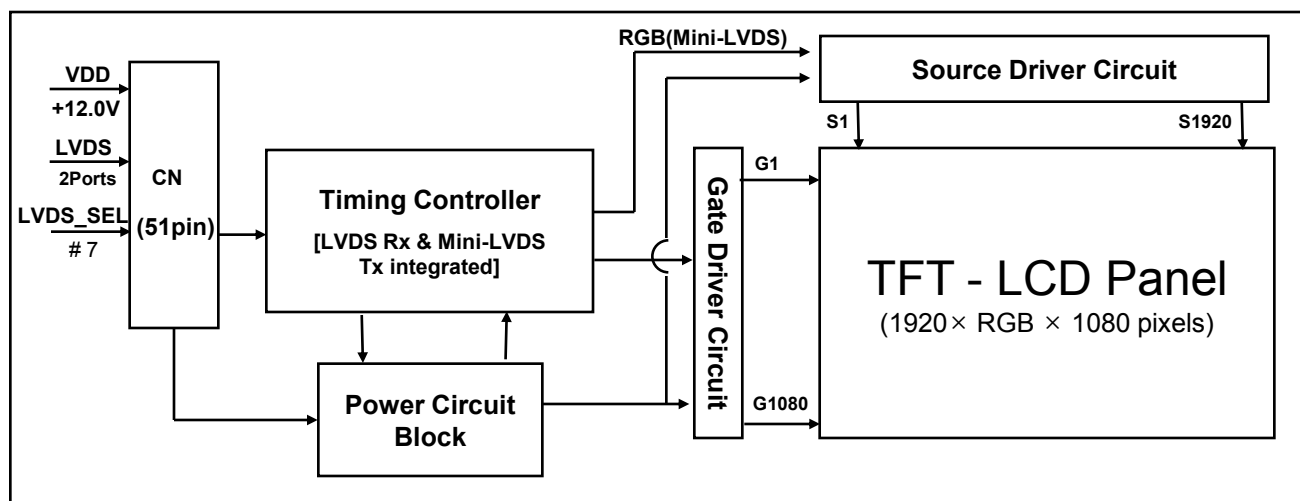 RGB(Mini-LVDS)
Source Driver Circuit
VDD
+12.0V
S1
S1920
LVDS
2Ports
CN
(51pin)
LVDS_SEL
# 7
Timing Controller
[LVDS Rx & Mini-LVDS
Tx integrated]
G1
Gate Driver Circuit
TFT - LCD Panel
(1920× RGB × 1080 pixels)
G1080
Power Circuit
Block